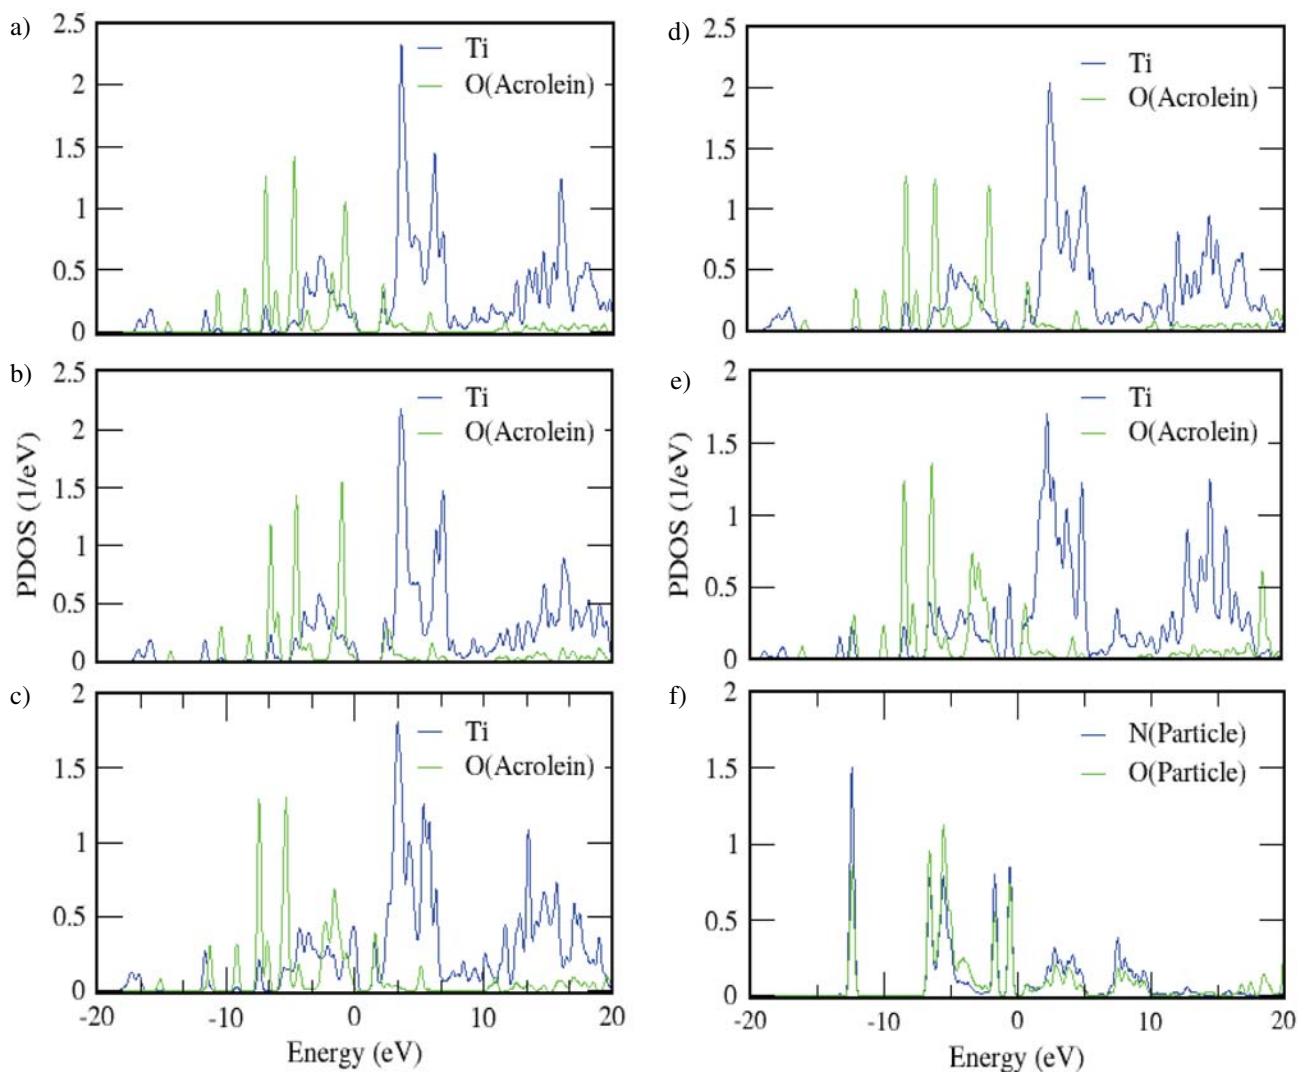 a)
2.5
2
1.5
1
0.5
0
Ti
O(Acrolein)
b)
2.5
2
1.5
1
0.5
0
Ti
O(Acrolein)
PDOS (1/eV)
c)
2
1.5
1
0.5
0
Ti
O(Acrolein)
-20 -10 0 10 20
Energy (eV)
d)
2.5
2
1.5
1
0.5
0
Ti
O(Acrolein)
e)
2
1.5
1
0.5
0
Ti
O(Acrolein)
PDOS (1/eV)
f)
2
1.5
1
0.5
0
N(Particle)
O(Particle)
-20 -10 0 10 20
Energy (eV)